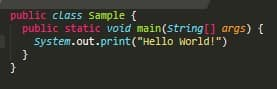 public class Sample {
  public static void main(String[] args) {
    System.out.print("Hello World!")
  }
}